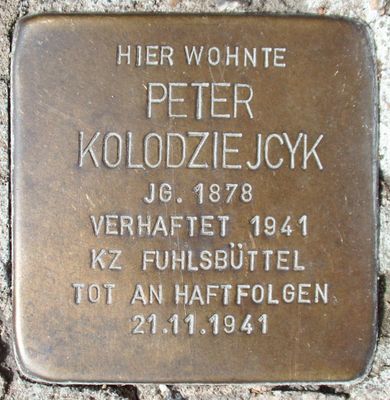 HIER WOHNTE
PETER
KOLODZIEJCYK
JG. 1878
VERHAFTET 1941
KZ FUHLSBÜTTEL
TOT AN HAFTFOLGEN
21.11.1941